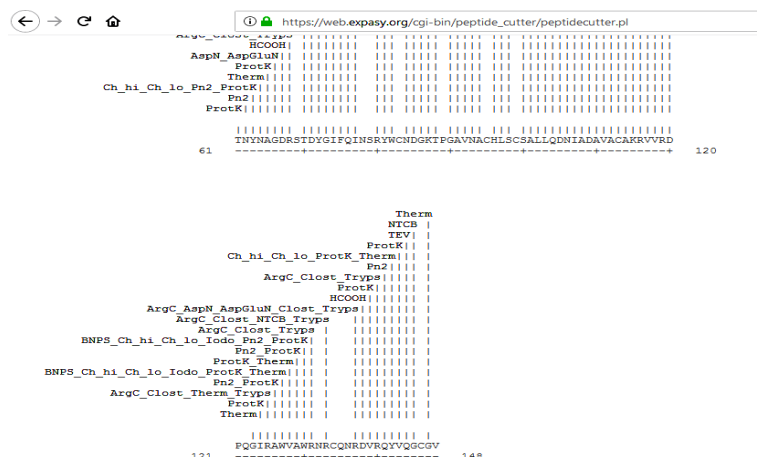 https://web.expasy.org/cgi-bin/peptide_cutter/peptidecutter.pl
ArgC_Clost_Tryps
HCOOH
AspN_AspGluN
ProtK
Therm
Ch_hi_Ch_lo_Pn2_ProtK
Pn2
ProtK
TNYNAGDRSTDYGIFQINSRYWCNDGKTPGAVNACHLSCSALLQDNIADAVACAKRVVRD
61 ---------+---------+---------+---------+---------+---------+ 120
Therm
NTCB
TEV
ProtK
Ch_hi_Ch_lo_ProtK_Therm
Pn2
ArgC_Clost_Tryps
ProtK
HCOOH
ArgC_AspN_AspGluN_Clost_Tryps
ArgC_Clost_NTCB_Tryps
ArgC_Clost_Tryps
BNPS_Ch_hi_Ch_lo_Iodo_Pn2_ProtK
Pn2_ProtK
ProtK_Therm
BNPS_Ch_hi_Ch_lo_Iodo_ProtK_Therm
Pn2_ProtK
ArgC_Clost_Therm_Tryps
ProtK
Therm
PQGIRAWVAWRNRCQNRDVRQYVQGCGV
121 ---------+---------+-------- 148